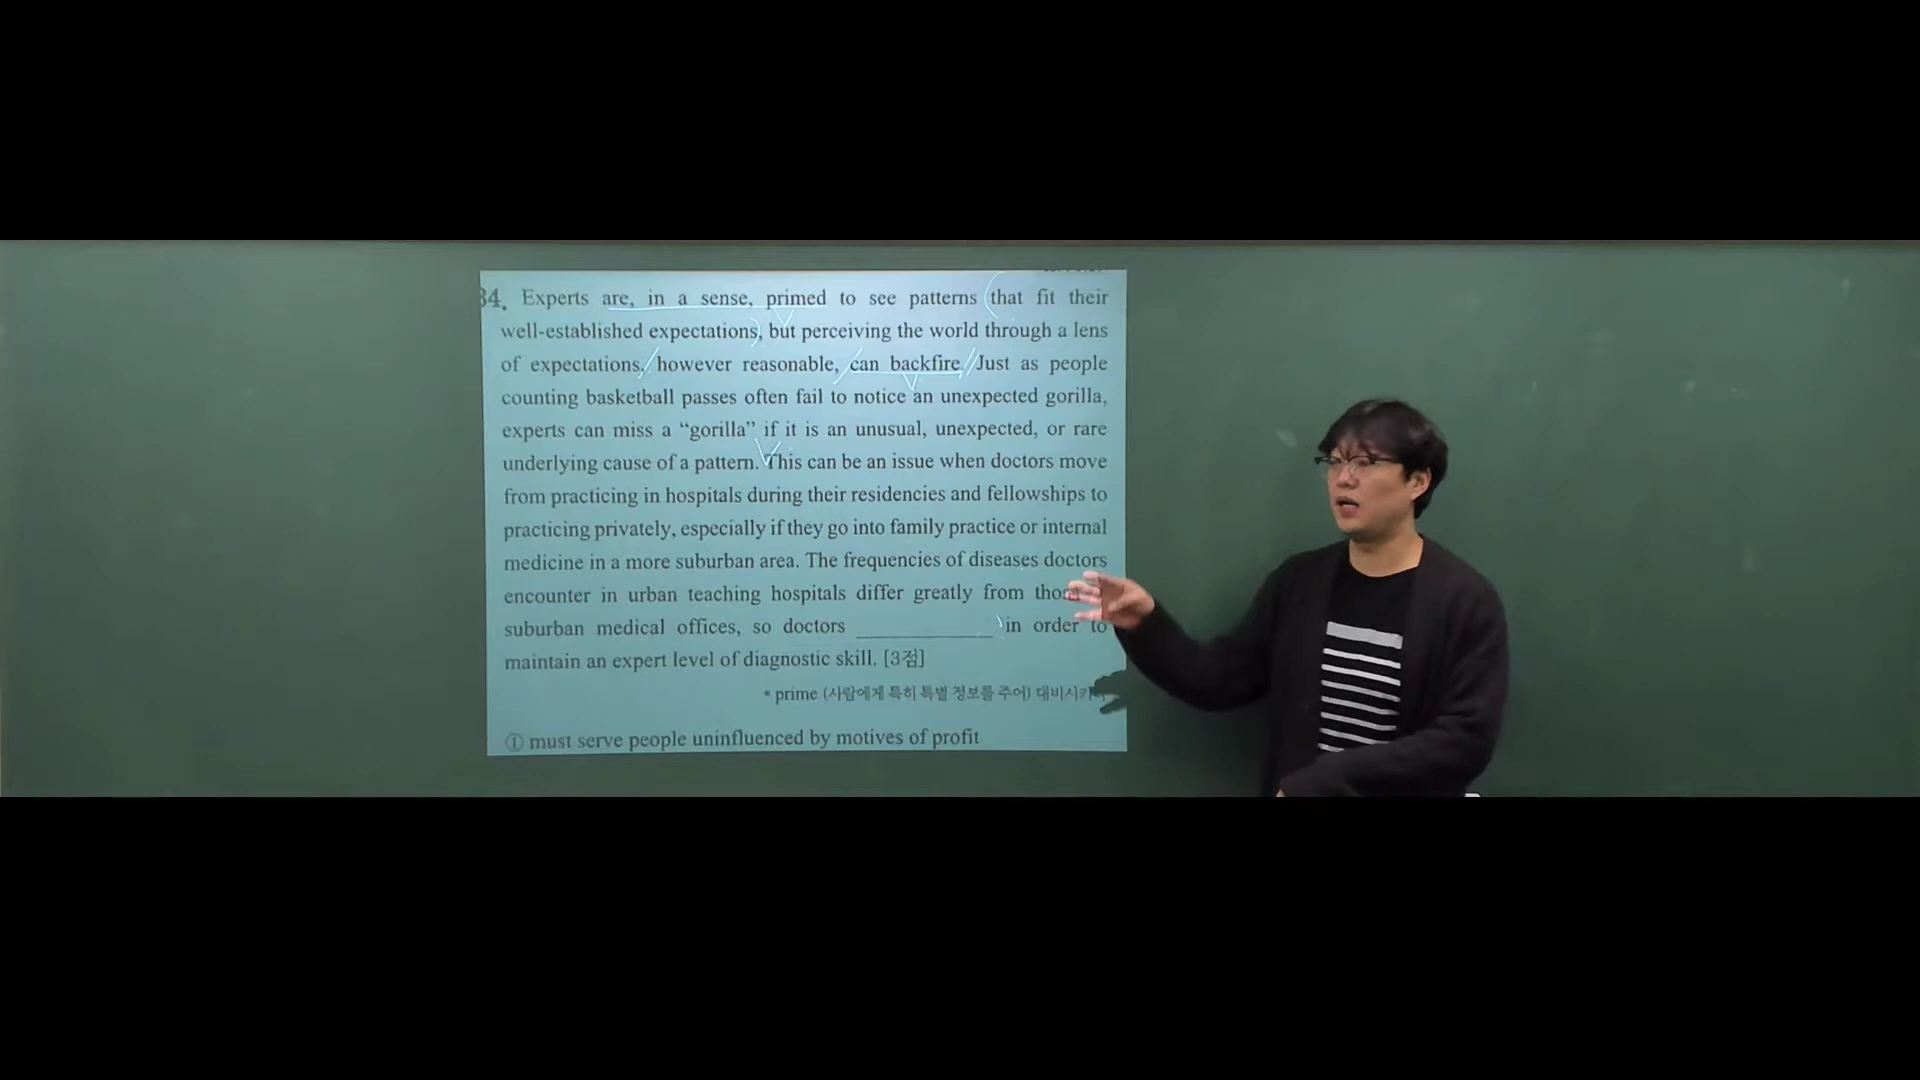 34. Experts are, in a sense, primed to see patterns that fit their
well-established expectations, but perceiving the world through a lens
of expectations, however reasonable, can backfire. Just as people
counting basketball passes often fail to notice an unexpected gorilla,
experts can miss a “gorilla” if it is an unusual, unexpected, or rare
underlying cause of a pattern. This can be an issue when doctors move
from practicing in hospitals during their residencies and fellowships to
practicing privately, especially if they go into family practice or internal
medicine in a more suburban area. The frequencies of diseases doctors
encounter in urban teaching hospitals differ greatly from
suburban medical offices, so doctors ____________ in order to
maintain an expert level of diagnostic skill. [3점]
* prime (사람에게 특히 특별 정보를 주어)
① must serve people uninfluenced by motives of profit